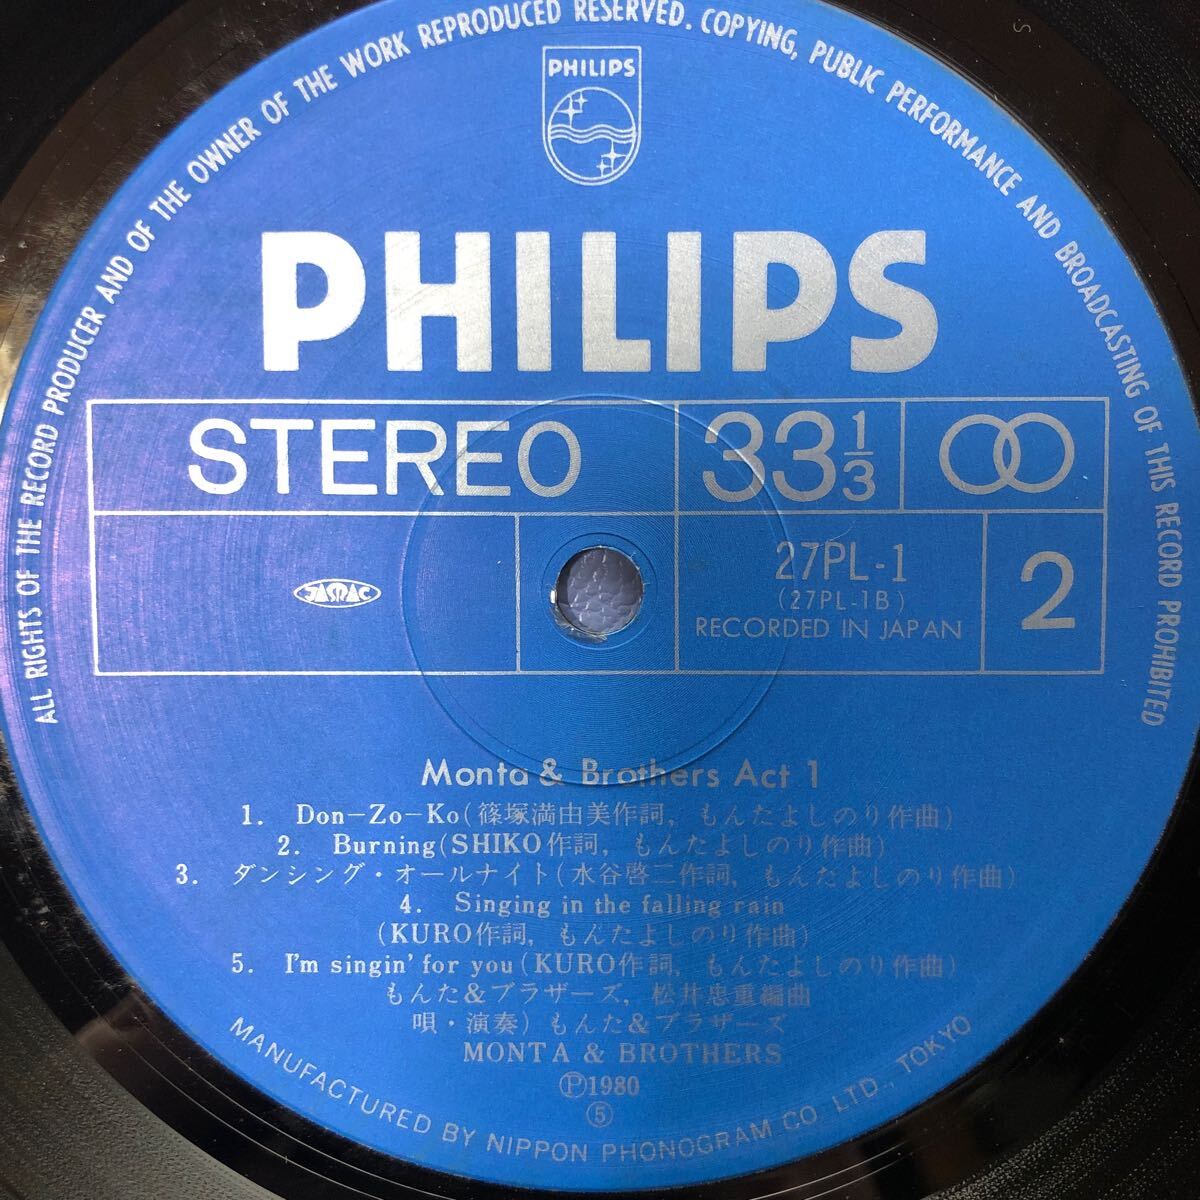 ALL RIGHTS OF THE RECORD PRODUCER AND OF THE OWNER OF THE WORK REPRODUCED RESERVED. COPYING, PUBLIC PERFORMANCE AND BROADCASTING OF THIS RECORD PROHIBITED
PHILIPS
PHILIPS
STEREO 33 1/3
JASRAC
27PL-1
(27PL-1B)
RECORDED IN JAPAN
2
Monta & Brothers Act 1
1. Don-Zo-Ko(篠塚満由美作詞, もんたよしのり作曲)
2. Burning(SHIKO作詞, もんたよしのり作曲)
3. ダンシング・オールナイト(水谷啓二作詞, もんたよしのり作曲)
4. Singing in the falling rain
(KURO作詞, もんたよしのり作曲)
5. I'm singin' for you(KURO作詞, もんたよしのり作曲)
もんた&ブラザーズ, 松井忠重編曲
唄・演奏)もんた&ブラザーズ
MONTA & BROTHERS
Ⓟ1980
⑤
MANUFACTURED BY NIPPON PHONOGRAM CO. LTD., TOKYO